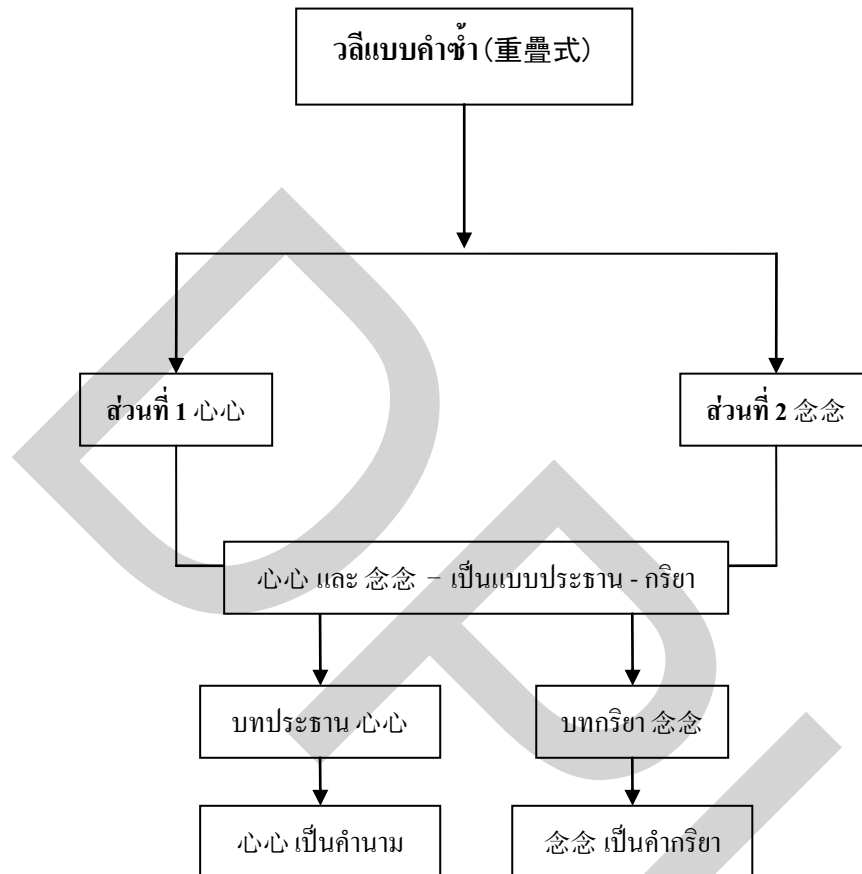 วลีแบบคำซ้ำ(重疊式)
ส่วนที่ 1 心心
ส่วนที่ 2 念念
心心 และ 念念 – เป็นแบบประธาน - กริยา
บทประธาน 心心
บทกริยา 念念
心心 เป็นคำนาม
念念 เป็นคำกริยา